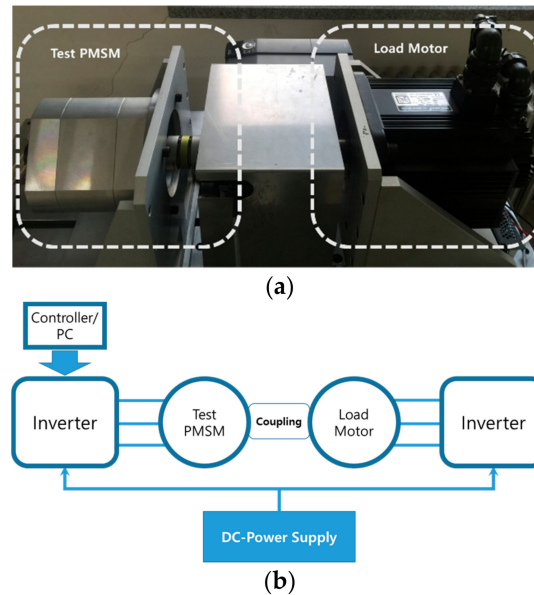 Test PMSM
Load Motor
(a)
Controller/
PC
Inverter
Test
PMSM
Coupling
Load
Motor
Inverter
DC-Power Supply
(b)